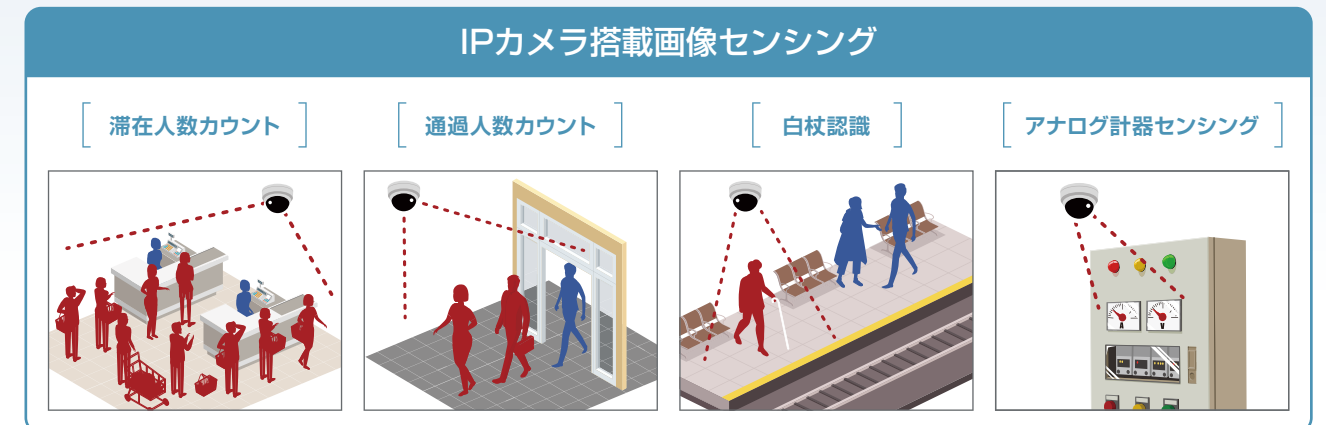 IPカメラ搭載画像センシング
滞在人数カウント
通過人数カウント
白杖認識
アナログ計器センシング